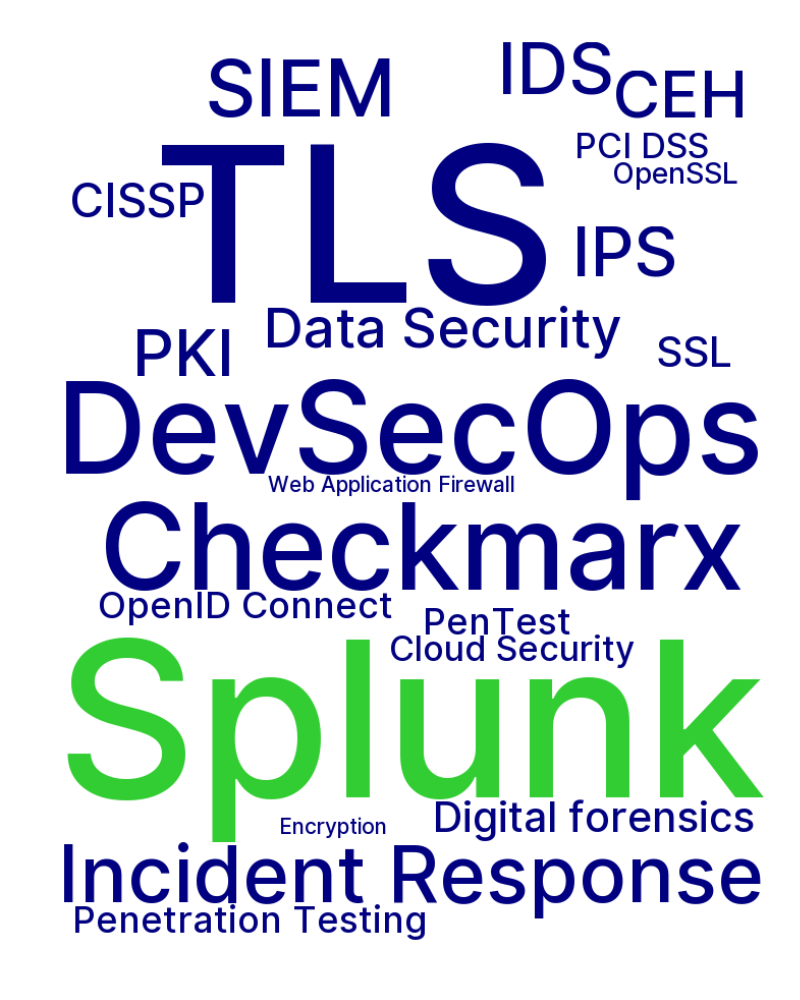 IDS
SIEM
CEH
PCI DSS
TLS
OpenSSL
CISSP
IPS
Data Security
PKI
SSL
DevSecOps
Web Application Firewall
Checkmarx
OpenID Connect
PenTest
Cloud Security
Splunk
Digital forensics
Encryption
Incident Response
Penetration Testing